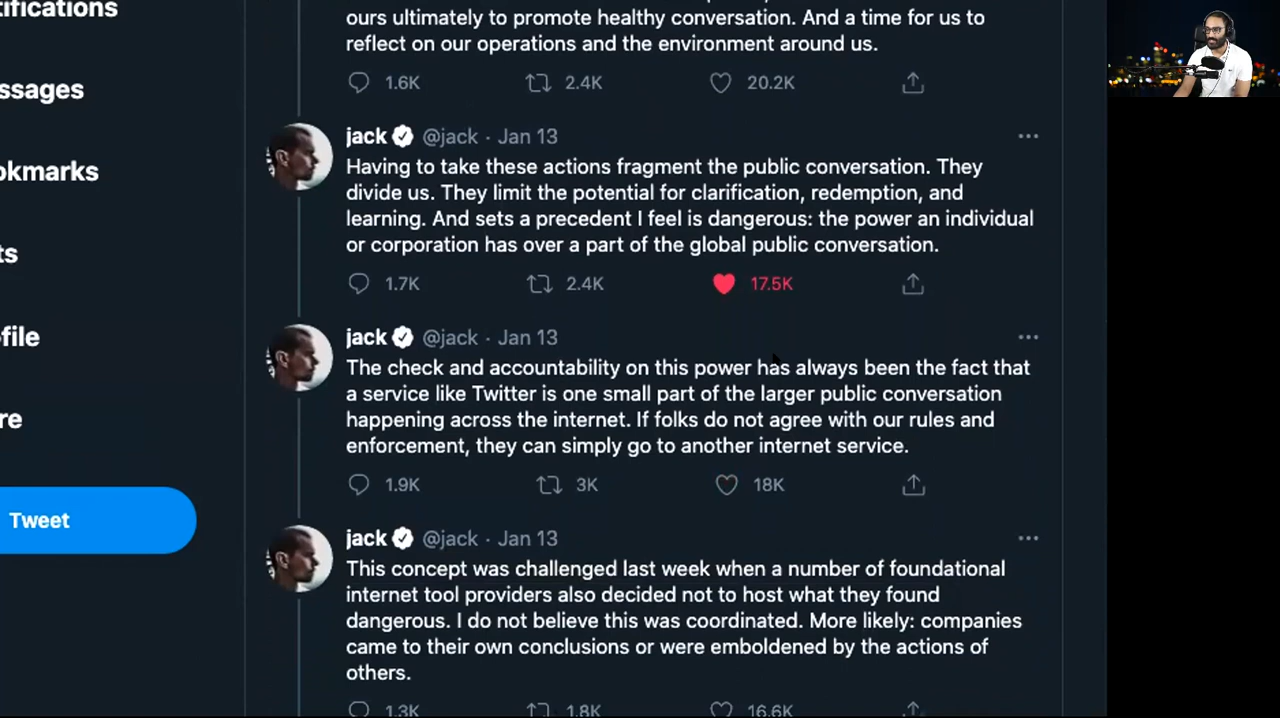 tifications
ssages
okmarks
ts
file
re
Tweet
ours ultimately to promote healthy conversation. And a time for us to
reflect on our operations and the environment around us.
1.6K 2.4K 20.2K
jack @jack · Jan 13
Having to take these actions fragment the public conversation. They
divide us. They limit the potential for clarification, redemption, and
learning. And sets a precedent I feel is dangerous: the power an individual
or corporation has over a part of the global public conversation.
1.7K 2.4K 17.5K
jack @jack · Jan 13
The check and accountability on this power has always been the fact that
a service like Twitter is one small part of the larger public conversation
happening across the internet. If folks do not agree with our rules and
enforcement, they can simply go to another internet service.
1.9K 3K 18K
jack @jack · Jan 13
This concept was challenged last week when a number of foundational
internet tool providers also decided not to host what they found
dangerous. I do not believe this was coordinated. More likely: companies
came to their own conclusions or were emboldened by the actions of
others.
1.3K 1.8K 16.6K